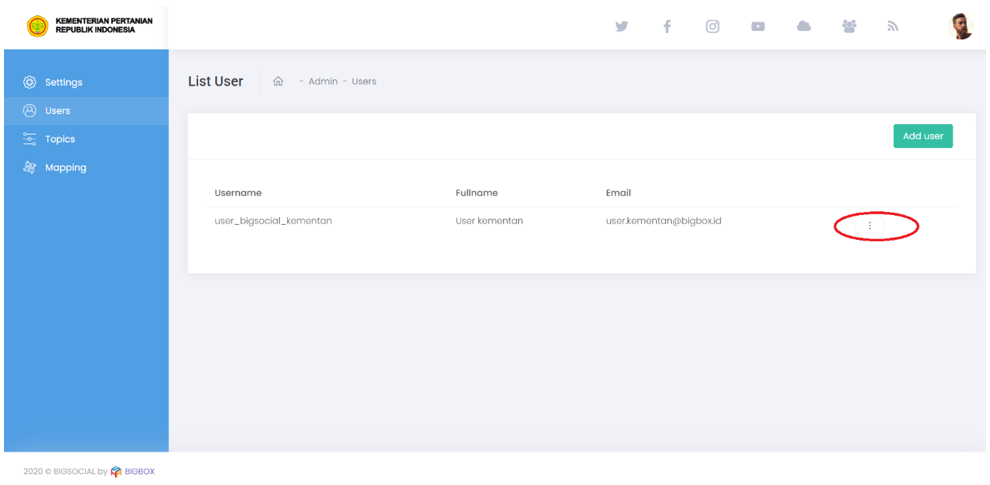 KEMENTERIAN PERTANIAN
REPUBLIK INDONESIA
Settings
Users
Topics
Mapping
List User - Admin - Users
Add user
Username Fullname Email
user_bigsocial_kementan User kementan user.kementan@bigbox.id
2020 © BIGSOCIAL by BIGBOX